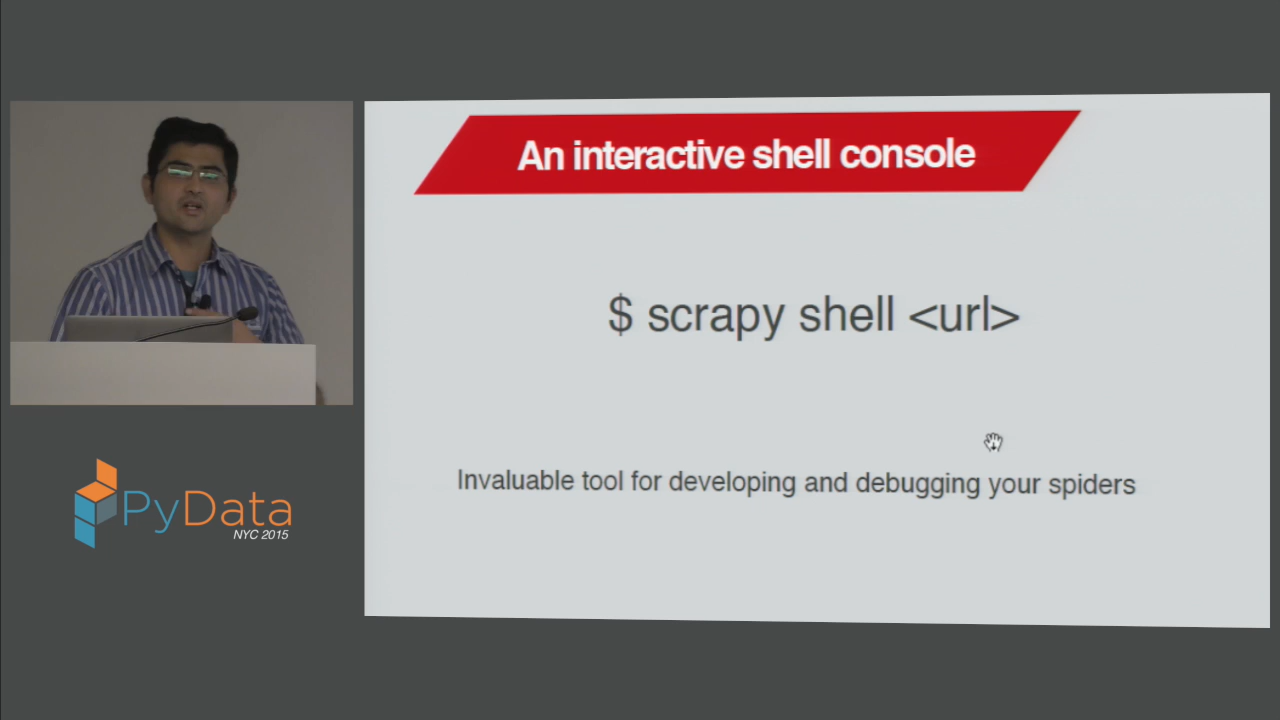 An interactive shell console
$ scrapy shell <url>
Invaluable tool for developing and debugging your spiders
PyData
NYC 2015